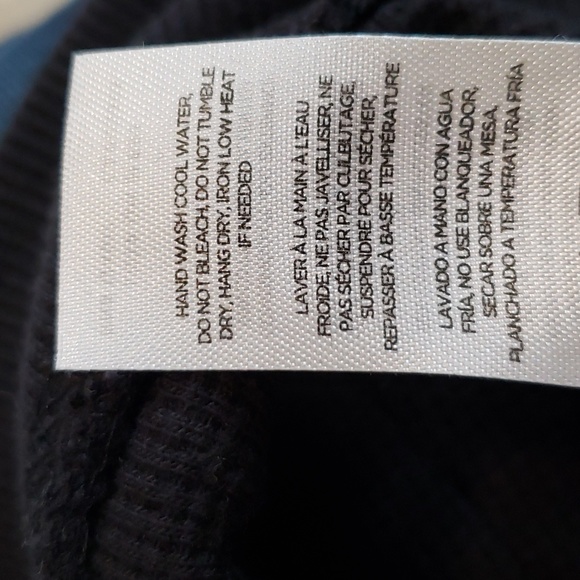 HAND WASH COOL WATER,
DO NOT BLEACH, DO NOT TUMBLE
DRY, HANG DRY, IRON LOW HEAT
IF NEEDED
LAVER À LA MAIN À L'EAU
FROIDE, NE PAS JAVELLISER, NE
PAS SÉCHER PAR CULBUTAGE,
SUSPENDRE POUR SÉCHER,
REPASSER À BASSE TEMPÉRATURE
LAVADO A MANO CON AGUA
FRÍA, NO USE BLANQUEADOR,
SECAR SOBRE UNA MESA,
PLANCHADO A TEMPERATURA FRÍA